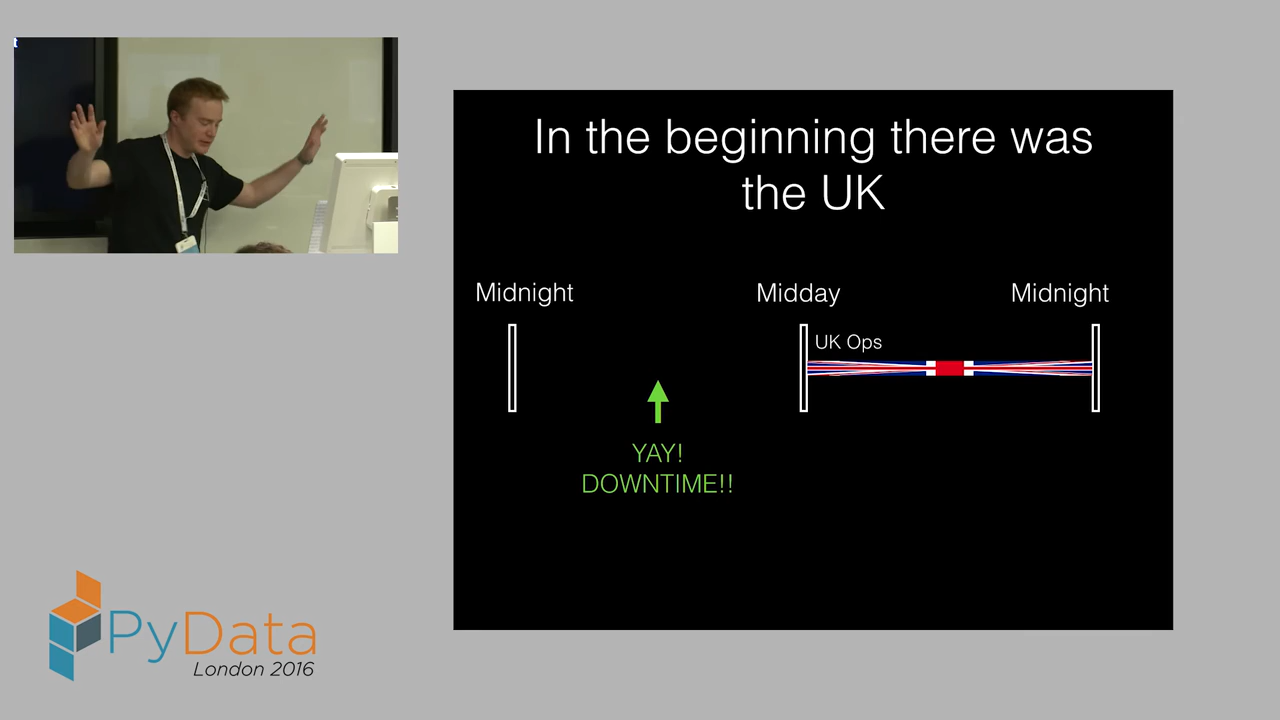 In the beginning there was
the UK
Midnight
Midday
Midnight
UK Ops
YAY!
DOWNTIME!!
PyData
London 2016